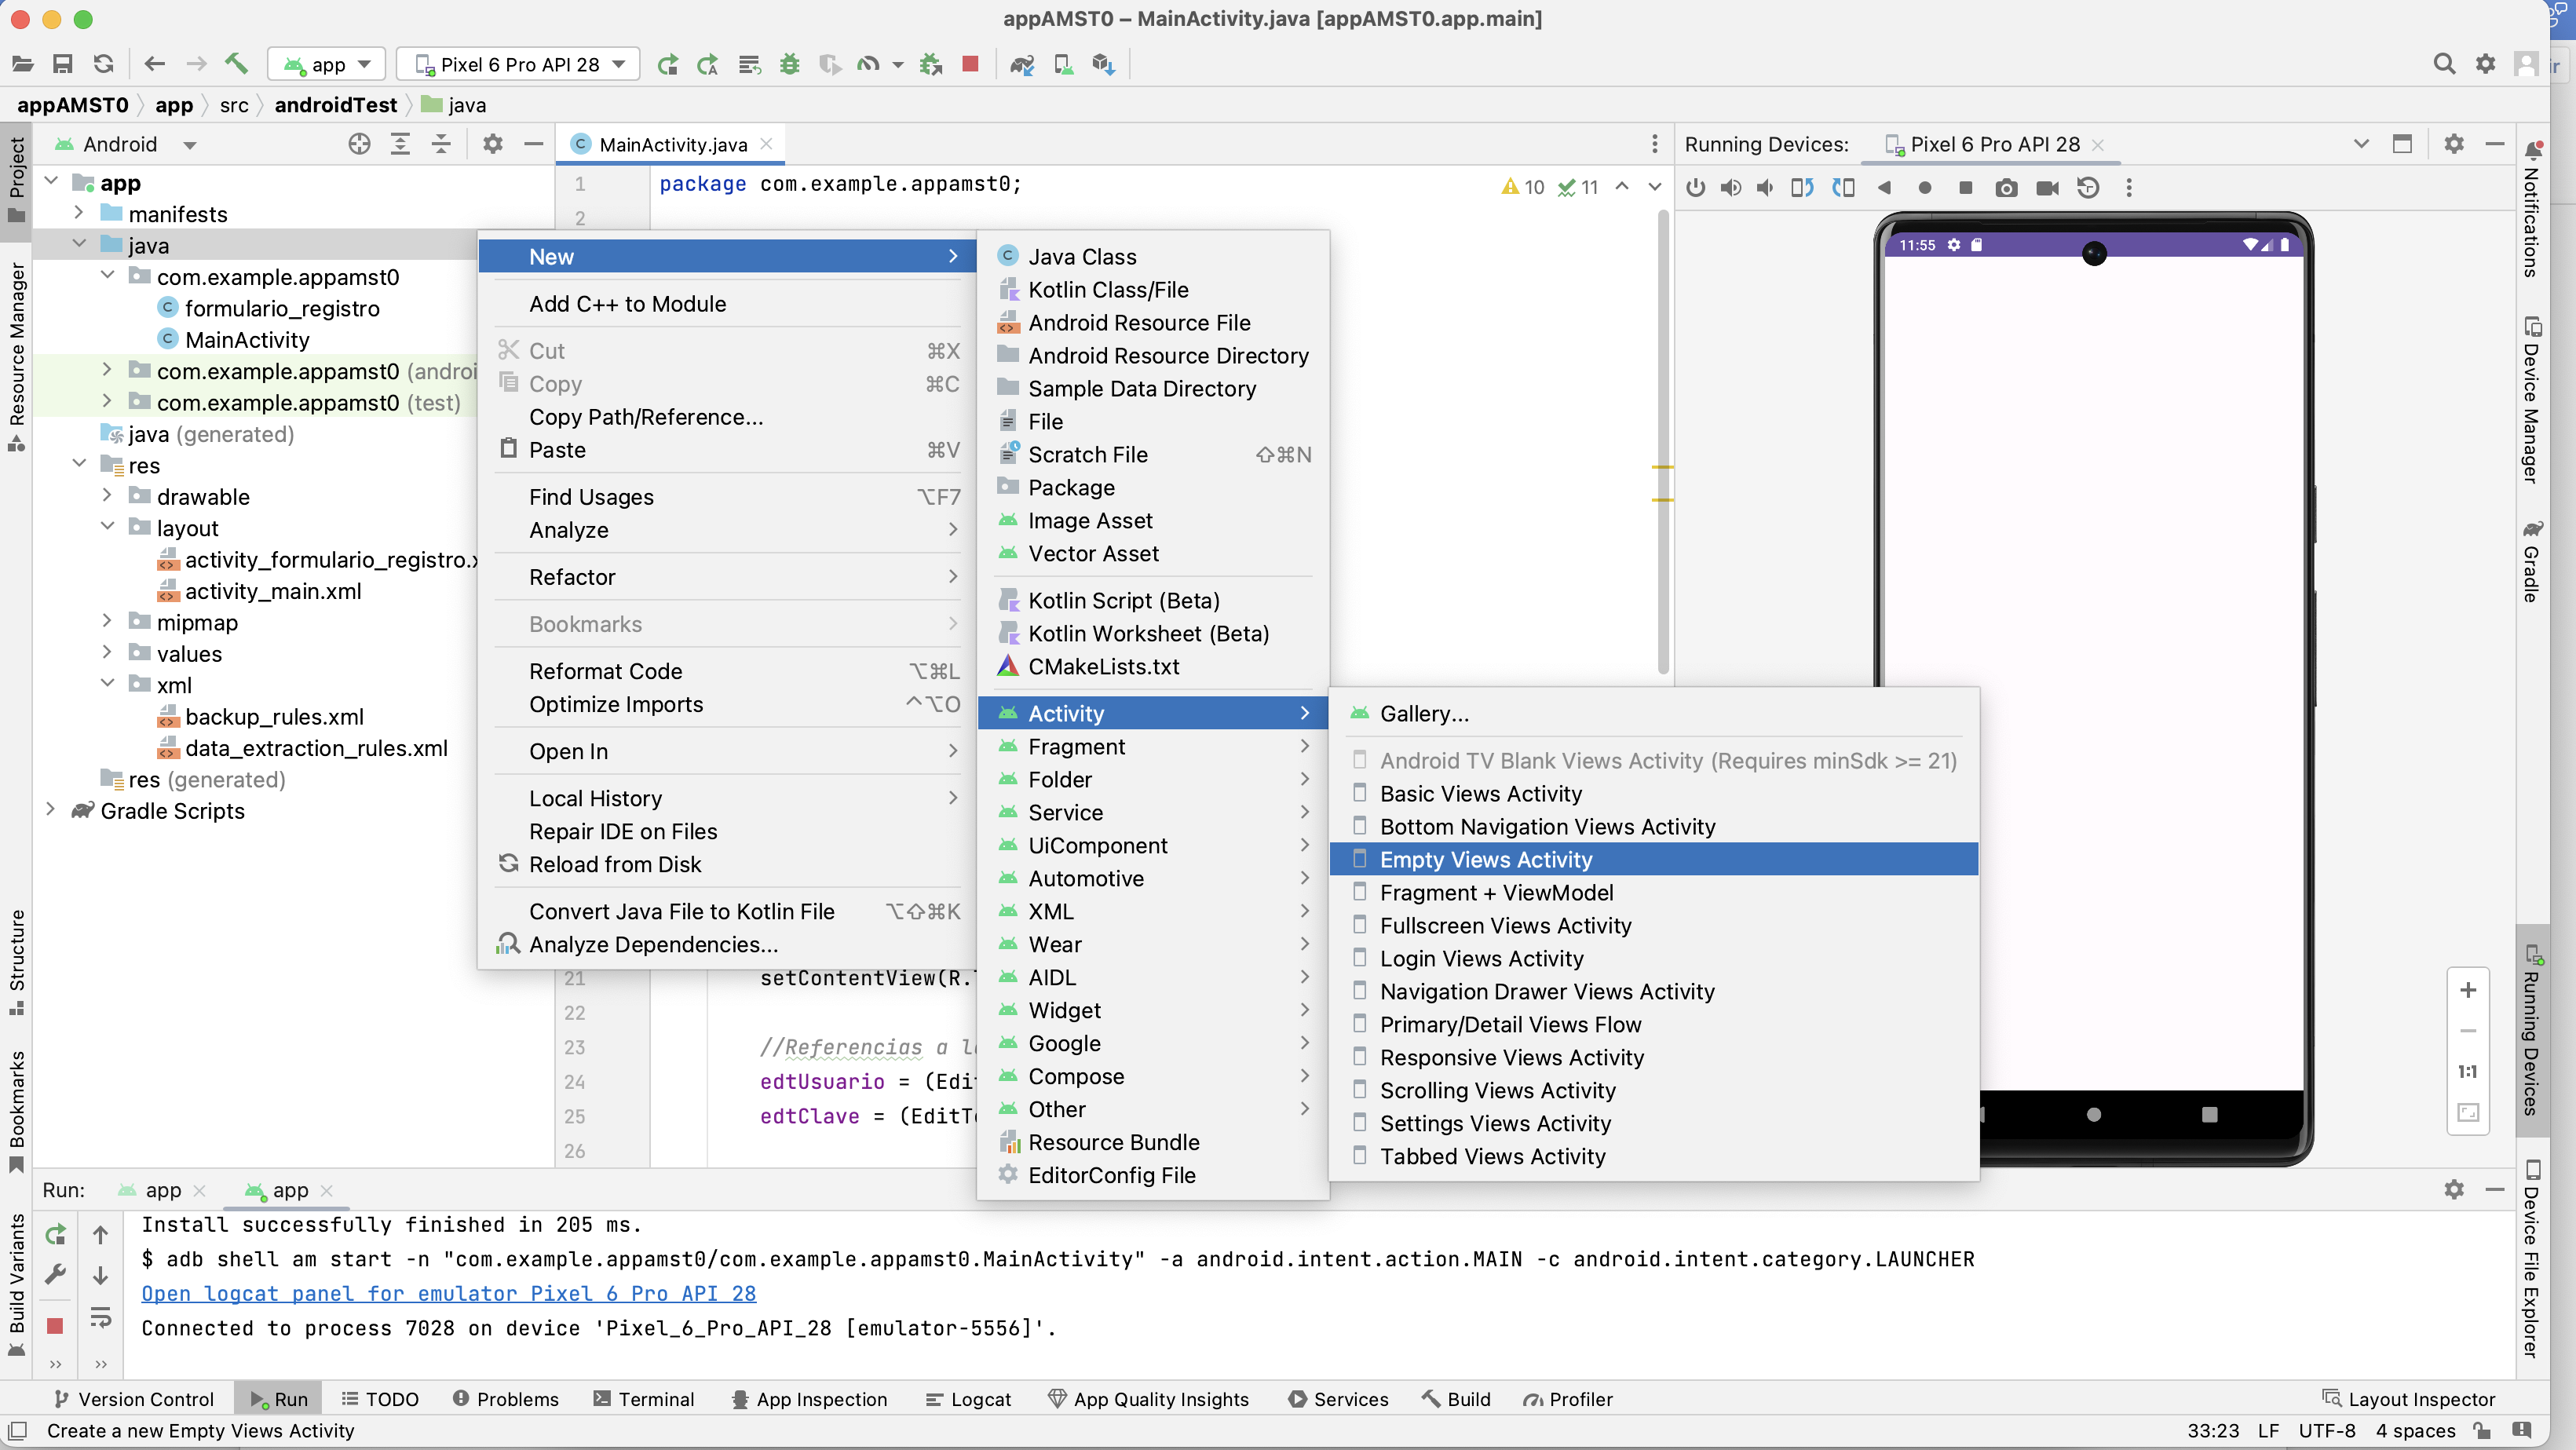 appAMST0 – MainActivity.java [appAMST0.app.main]
app
Pixel 6 Pro API 28
appAMST0 app src androidTest java
Project
Resource Manager
Structure
Bookmarks
Build Variants
Android
app
manifests
java
com.example.appamst0
formulario_registro
MainActivity
com.example.appamst0 (androi
com.example.appamst0 (test)
java (generated)
res
drawable
layout
activity_formulario_registro.x
activity_main.xml
mipmap
values
xml
backup_rules.xml
data_extraction_rules.xml
res (generated)
Gradle Scripts
MainActivity.java
1 package com.example.appamst0;
2
10 11
21 setContentView(R.
22
23 //Referencias a l
24 edtUsuario = (Edi
25 edtClave = (EditT
26
New
Add C++ to Module
Cut ⌘X
Copy ⌘C
Copy Path/Reference...
Paste ⌘V
Find Usages ⌥F7
Analyze
Refactor
Bookmarks
Reformat Code ⌥⌘L
Optimize Imports ^⌥O
Open In
Local History
Repair IDE on Files
Reload from Disk
Convert Java File to Kotlin File ⌥⇧⌘K
Analyze Dependencies...
Java Class
Kotlin Class/File
Android Resource File
Android Resource Directory
Sample Data Directory
File
Scratch File ⇧⌘N
Package
Image Asset
Vector Asset
Kotlin Script (Beta)
Kotlin Worksheet (Beta)
CMakeLists.txt
Activity
Fragment
Folder
Service
UiComponent
Automotive
XML
Wear
AIDL
Widget
Google
Compose
Other
Resource Bundle
EditorConfig File
Gallery...
Android TV Blank Views Activity (Requires minSdk >= 21)
Basic Views Activity
Bottom Navigation Views Activity
Empty Views Activity
Fragment + ViewModel
Fullscreen Views Activity
Login Views Activity
Navigation Drawer Views Activity
Primary/Detail Views Flow
Responsive Views Activity
Scrolling Views Activity
Settings Views Activity
Tabbed Views Activity
Running Devices: Pixel 6 Pro API 28
11:55
1:1
Notifications
Device Manager
Gradle
Running Devices
Device File Explorer
ir
Run: app app
Install successfully finished in 205 ms.
$ adb shell am start -n "com.example.appamst0/com.example.appamst0.MainActivity" -a android.intent.action.MAIN -c android.intent.category.LAUNCHER
Open logcat panel for emulator Pixel 6 Pro API 28
Connected to process 7028 on device 'Pixel_6_Pro_API_28 [emulator-5556]'.
Version Control Run TODO Problems Terminal App Inspection Logcat App Quality Insights Services Build Profiler Layout Inspector
Create a new Empty Views Activity 33:23 LF UTF-8 4 spaces